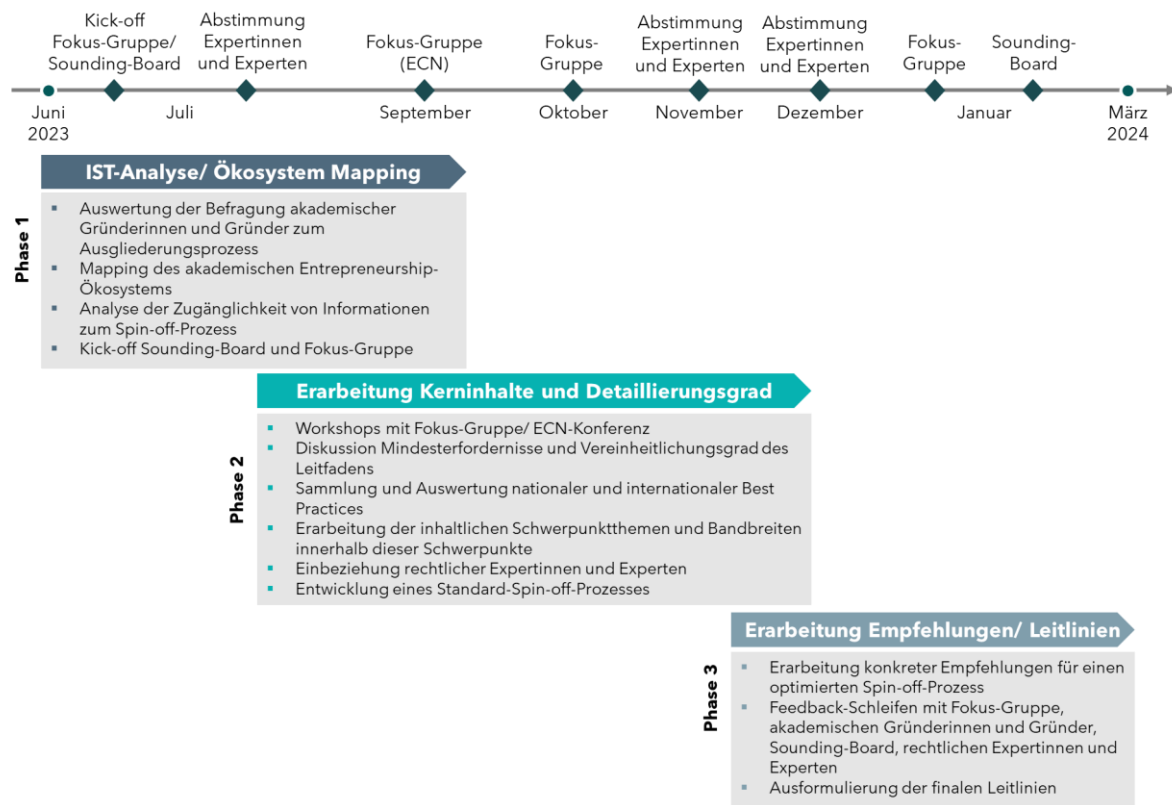 Kick-off
Fokus-Gruppe/
Sounding-Board
Abstimmung
Expertinnen
und Experten
Fokus-Gruppe
(ECN)
Fokus-
Gruppe
Abstimmung
Expertinnen
und Experten
Abstimmung
Expertinnen
und Experten
Fokus-
Gruppe
Sounding-
Board
Juni
2023
Juli
September
Oktober
November
Dezember
Januar
März
2024
Phase 1
IST-Analyse/ Ökosystem Mapping
▪ Auswertung der Befragung akademischer
Gründerinnen und Gründer zum
Ausgliederungsprozess
▪ Mapping des akademischen Entrepreneurship-
Ökosystems
▪ Analyse der Zugänglichkeit von Informationen
zum Spin-off-Prozess
▪ Kick-off Sounding-Board und Fokus-Gruppe
Phase 2
Erarbeitung Kerninhalte und Detaillierungsgrad
▪ Workshops mit Fokus-Gruppe/ ECN-Konferenz
▪ Diskussion Mindesterfordernisse und Vereinheitlichungsgrad des
Leitfadens
▪ Sammlung und Auswertung nationaler und internationaler Best
Practices
▪ Erarbeitung der inhaltlichen Schwerpunktthemen und Bandbreiten
innerhalb dieser Schwerpunkte
▪ Einbeziehung rechtlicher Expertinnen und Experten
▪ Entwicklung eines Standard-Spin-off-Prozesses
Phase 3
Erarbeitung Empfehlungen/ Leitlinien
▪ Erarbeitung konkreter Empfehlungen für einen
optimierten Spin-off-Prozess
▪ Feedback-Schleifen mit Fokus-Gruppe,
akademischen Gründerinnen und Gründer,
Sounding-Board, rechtlichen Expertinnen und
Experten
▪ Ausformulierung der finalen Leitlinien